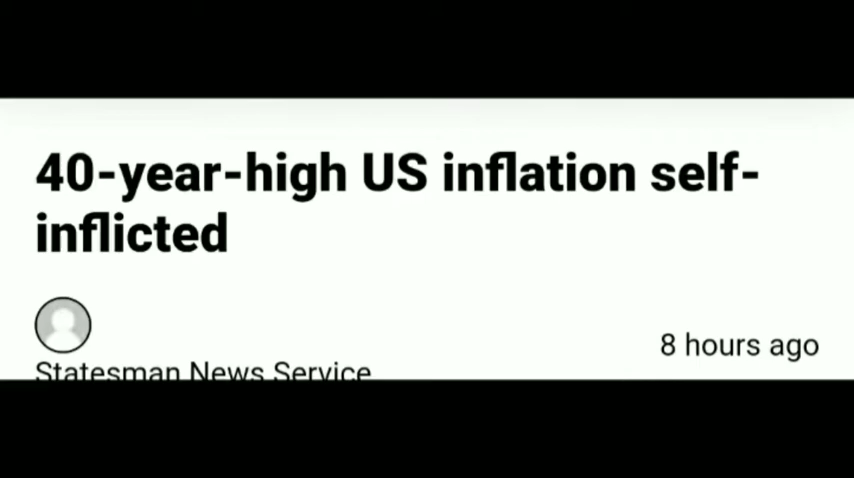 40-year-high US inflation self-
inflicted
8 hours ago
Statesman News Service